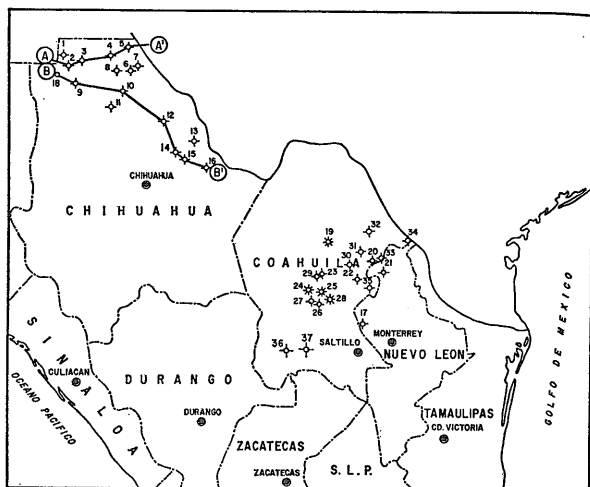 A
A'
1
2
3
4
5
6
7
8
B
18
9
10
11
12
13
14
15
16
B'
CHIHUAHUA
CHIHUAHUA
19
32
34
31
COAHUILA
30
20
33
29
23
22
21
24
25
35
27
28
26
17
36
37
SALTILLO
MONTERREY
NUEVO LEON
SINALOA
CULIACAN
OCEANO PACIFICO
DURANGO
DURANGO
ZACATECAS
ZACATECAS
S.L.P.
TAMAULIPAS
CD. VICTORIA
GOLFO DE MEXICO